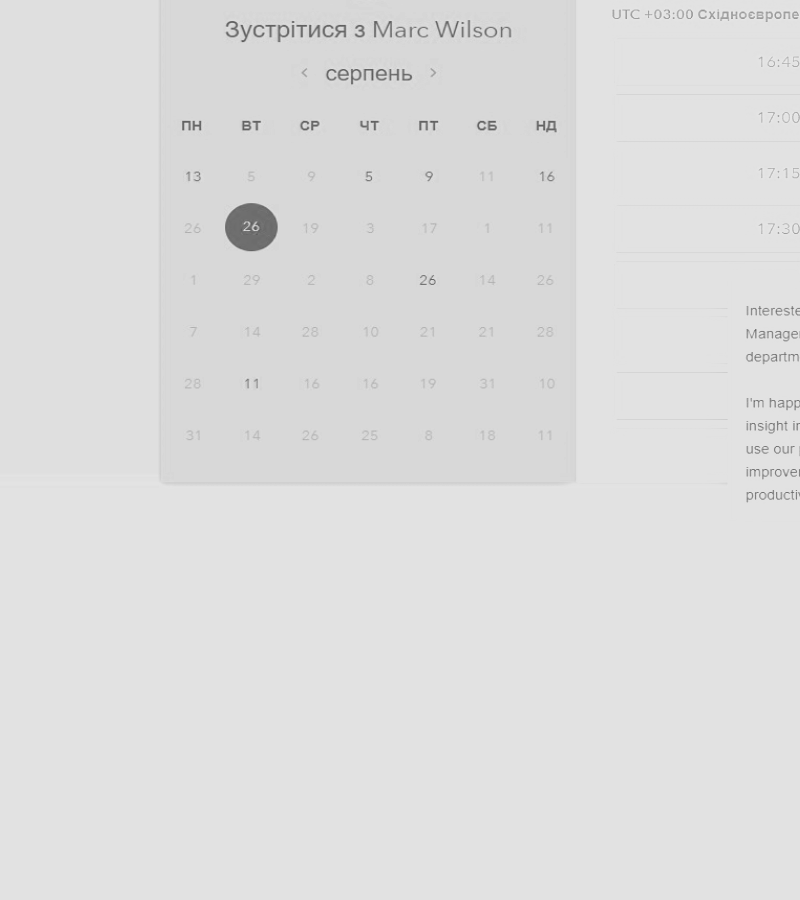 Зустрітися з Marc Wilson
‹ серпень ›
ПН ВТ СР ЧТ ПТ СБ НД
13 5 9 5 9 11 16
26 26 19 3 17 1 11
1 29 2 8 26 14 26
7 14 28 10 21 21 28
28 11 16 16 19 31 10
31 14 26 25 8 18 11
UTC +03:00 Східноєвропе
16:45
17:00
17:15
17:30
Intereste
Manager
departm
I'm happ
insight in
use our p
improver
productiv